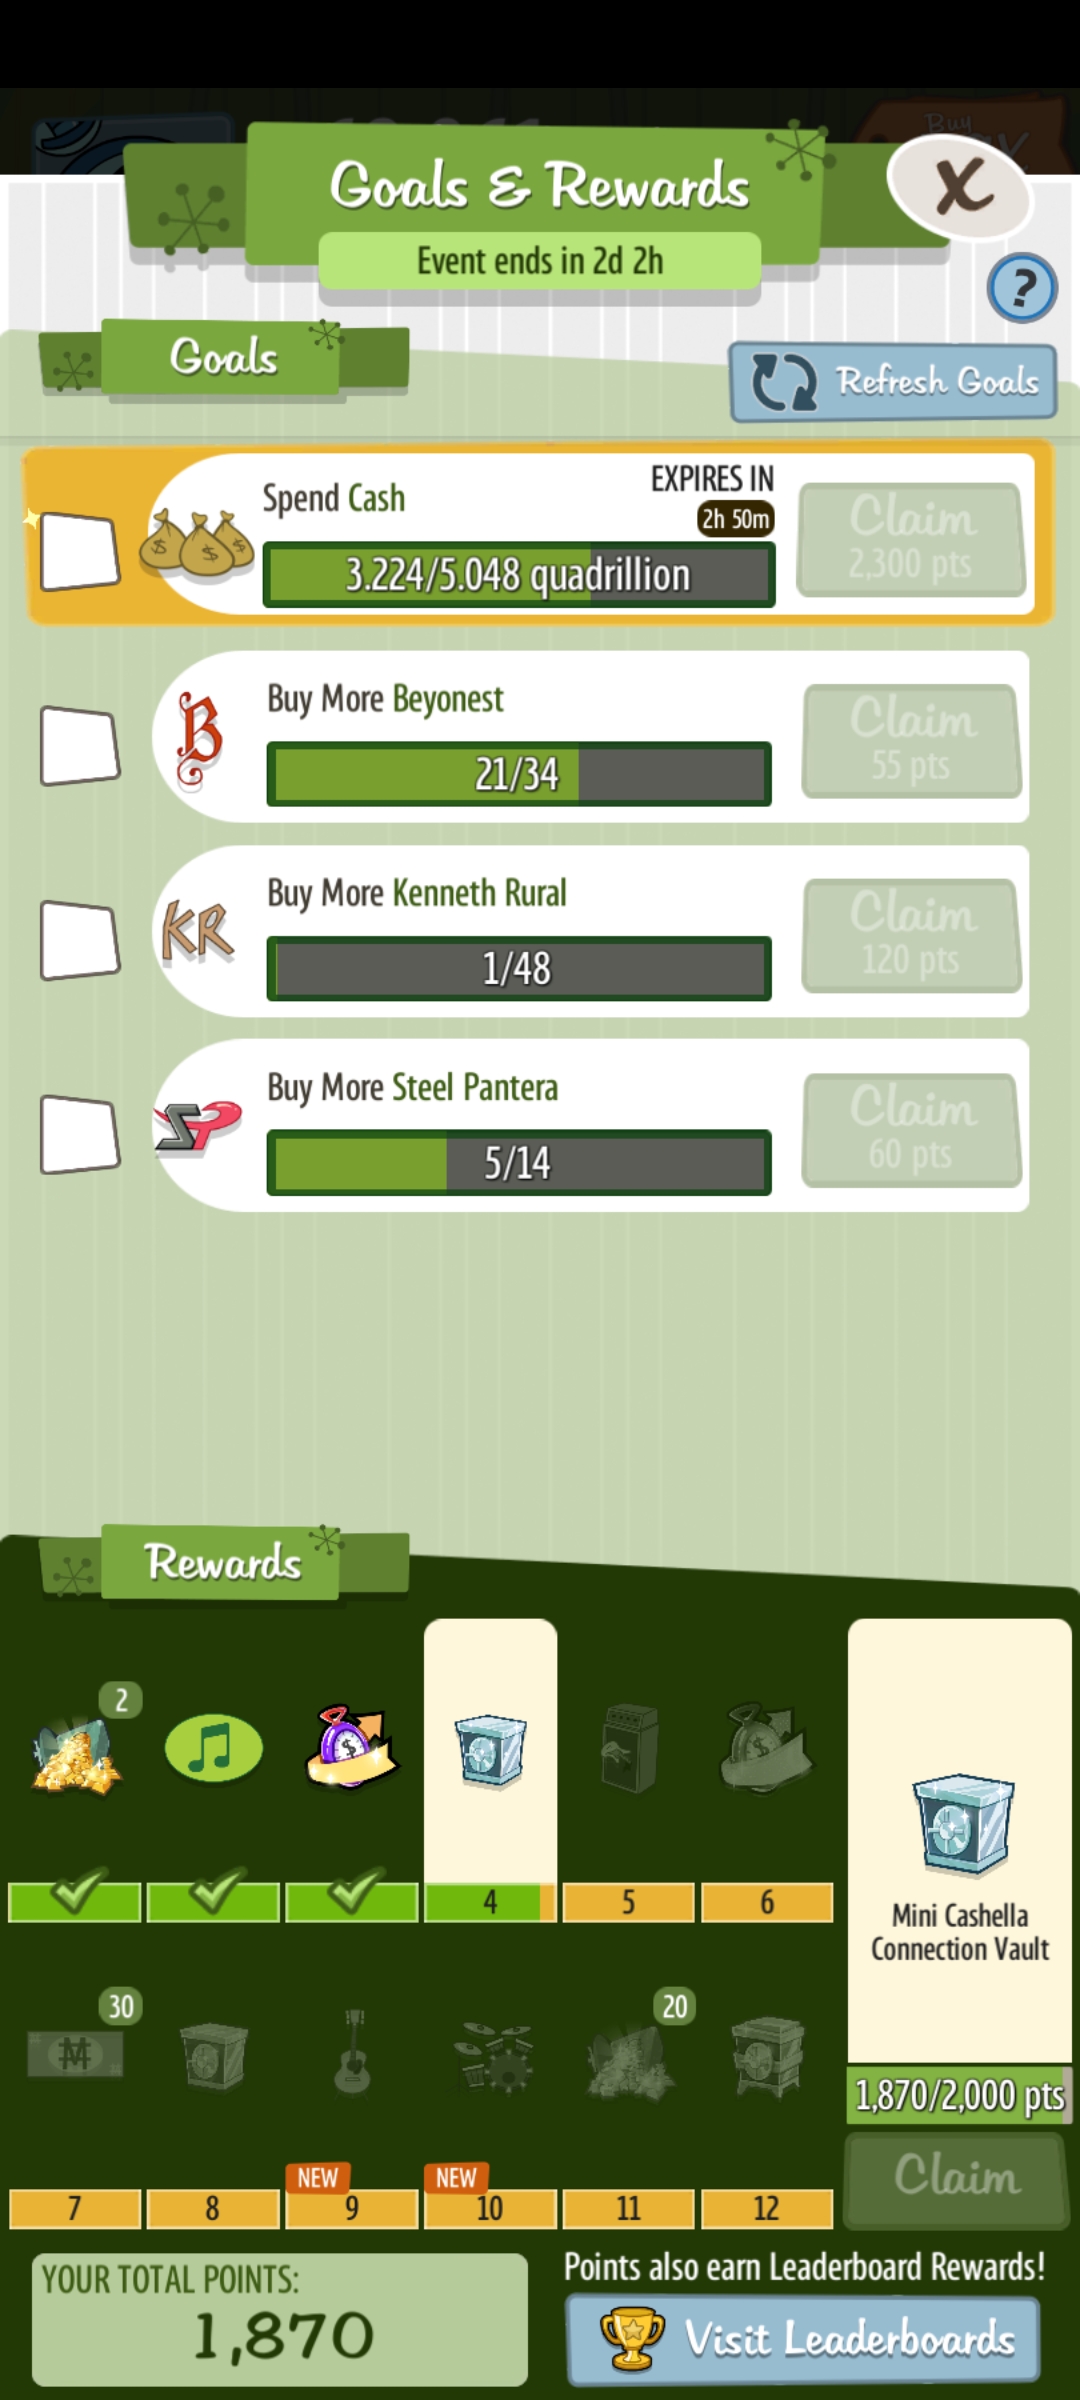 Buy
Goals & Rewards
X
Event ends in 2d 2h
?
Goals
Refresh Goals
Spend Cash
EXPIRES IN
2h 50m
3.224/5.048 quadrillion
Claim
2,300 pts
Buy More Beyonest
B
21/34
Claim
55 pts
Buy More Kenneth Rural
KR
1/48
Claim
120 pts
Buy More Steel Pantera
SP
5/14
Claim
60 pts
Rewards
2
4
5
6
Mini Cashella
Connection Vault
30
20
1,870/2,000 pts
Claim
NEW
NEW
7
8
9
10
11
12
YOUR TOTAL POINTS:
1,870
Points also earn Leaderboard Rewards!
Visit Leaderboards